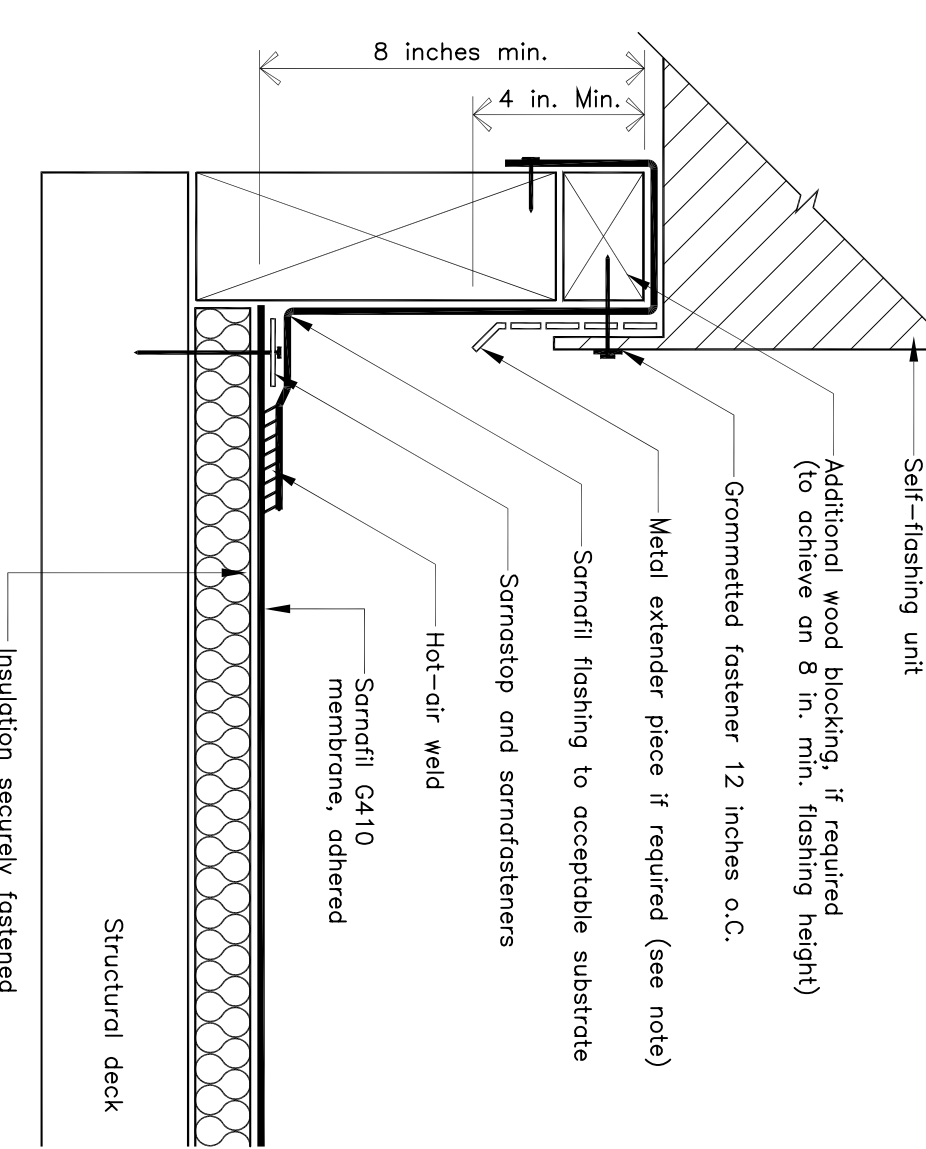 8 inches min.
4 in. Min.
Self-flashing unit
Additional wood blocking, if required
(to achieve an 8 in. min. flashing height)
Grommetted fastener 12 inches o.C.
Metal extender piece if required (see note)
Sarnafil flashing to acceptable substrate
Sarnastop and sarnafasteners
Hot-air weld
Sarnafil G410
membrane, adhered
Structural deck
Insulation securely fastened